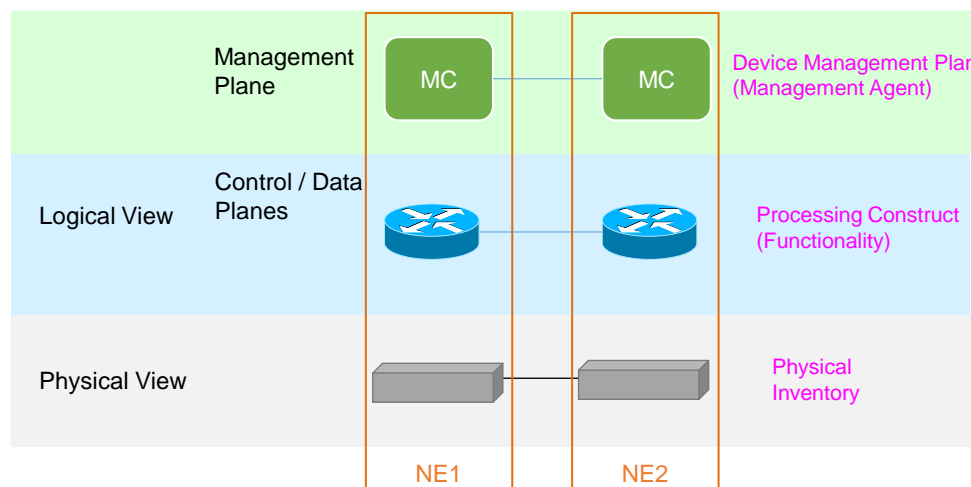 Management
Plane
MC
MC
Device Management Plan
(Management Agent)
Logical View
Control / Data
Planes
Processing Construct
(Functionality)
Physical View
Physical
Inventory
NE1
NE2